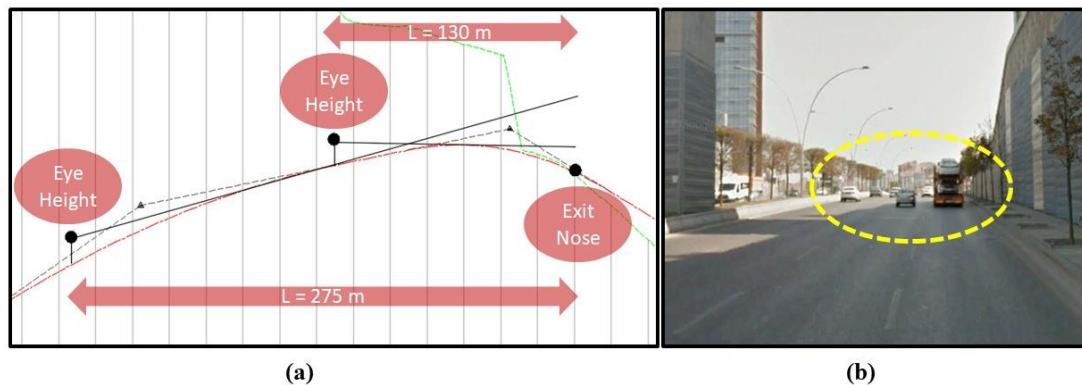 L = 130 m
Eye
Height
Eye
Height
Exit
Nose
L = 275 m
(a)
(b)